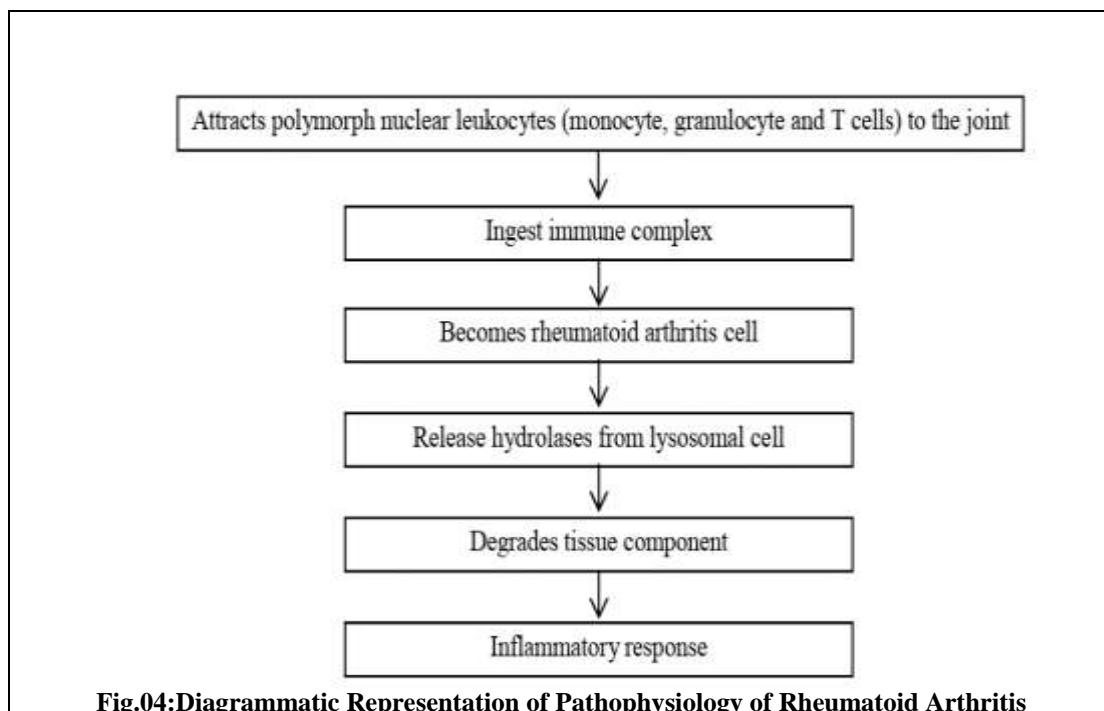 Attracts polymorph nuclear leukocytes (monocyte, granulocyte and T cells) to the joint
Ingest immune complex
Becomes rheumatoid arthritis cell
Release hydrolases from lysosomal cell
Degrades tissue component
Inflammatory response
Fig.04:Diagrammatic Representation of Pathophysiology of Rheumatoid Arthritis